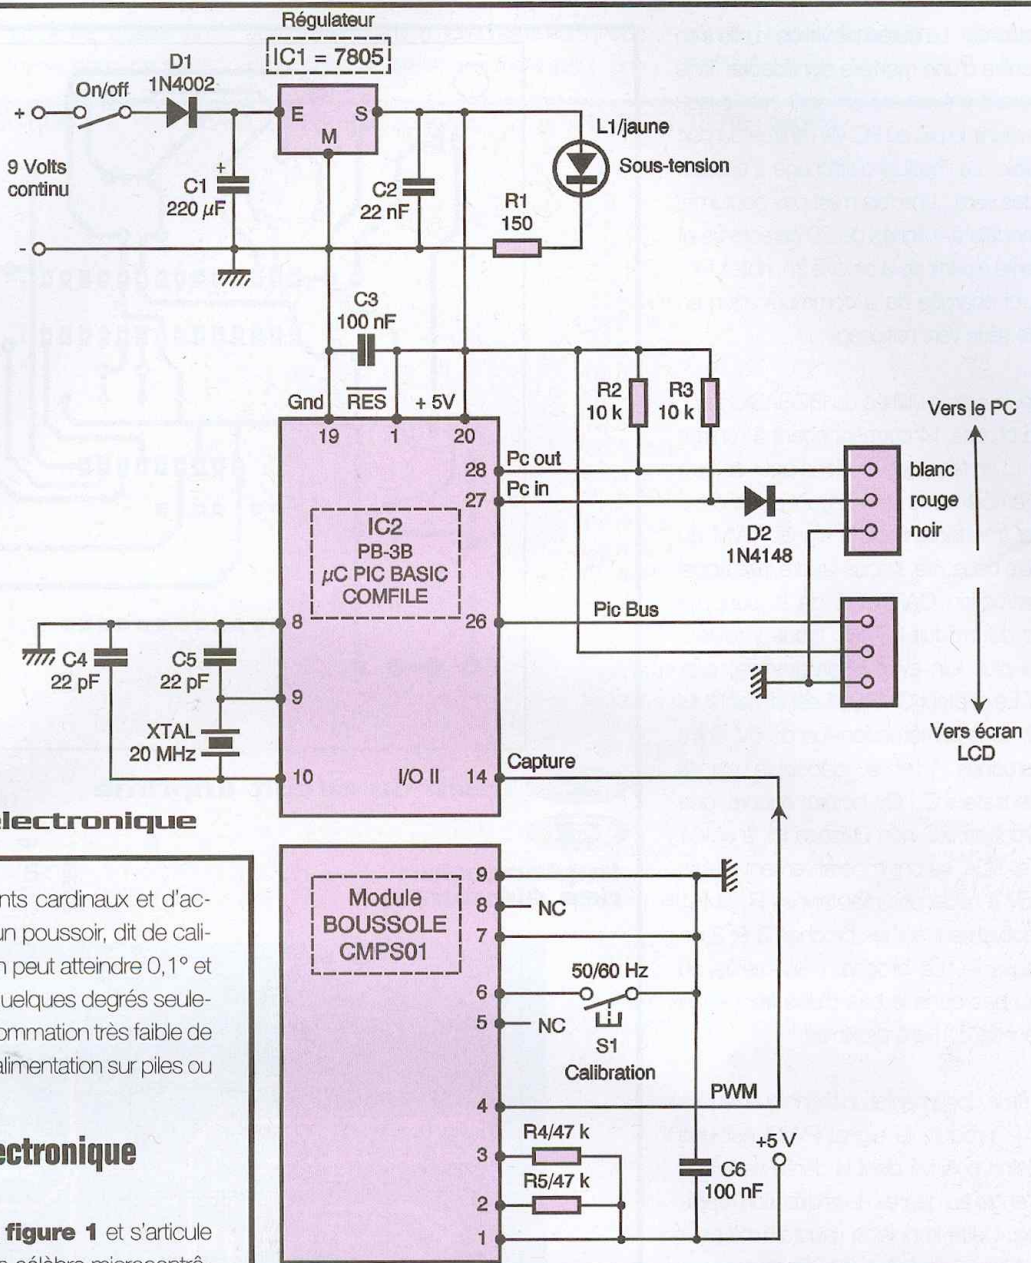 Régulateur
IC1 = 7805
D1
1N4002
On/off
+
E
S
M
L1/jaune
Sous-tension
9 Volts
continu
+
C1
220 µF
C2
22 nF
R1
150
-
C3
100 nF
Gnd
RES
+ 5V
19
1
20
R2
10 k
R3
10 k
Vers le PC
28
Pc out
blanc
27
Pc in
rouge
noir
D2
1N4148
IC2
PB-3B
µC PIC BASIC
COMFILE
8
26
Pic Bus
C4
22 pF
C5
22 pF
9
XTAL
20 MHz
10
I/O II
14
Capture
Vers écran
LCD
électronique
Module
BOUSSOLE
CMPS01
9
8
NC
7
50/60 Hz
6
5
NC
S1
Calibration
4
PWM
+5 V
3
R4/47 k
R5/47 k
2
C6
100 nF
1
nts cardinaux et d'ac-
un poussoir, dit de cali-
n peut atteindre 0,1° et
uelques degrés seule-
ommation très faible de
alimentation sur piles ou
ectronique
figure 1 et s'articule